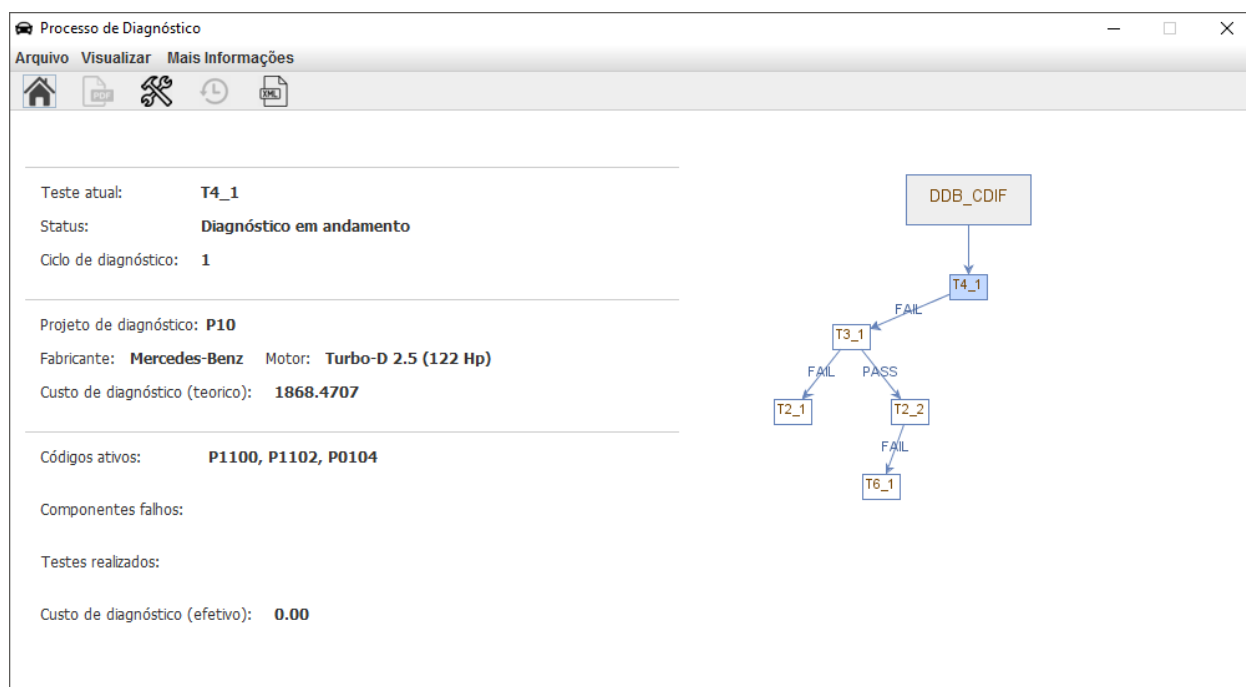 Processo de Diagnóstico
Arquivo Visualizar Mais Informações
PDF XML
Teste atual: T4_1
Status: Diagnóstico em andamento
Ciclo de diagnóstico: 1
Projeto de diagnóstico: P10
Fabricante: Mercedes-Benz Motor: Turbo-D 2.5 (122 Hp)
Custo de diagnóstico (teorico): 1868.4707
Códigos ativos: P1100, P1102, P0104
Componentes falhos:
Testes realizados:
Custo de diagnóstico (efetivo): 0.00
DDB_CDIF
T4_1
FAIL
T3_1
FAIL PASS
T2_1 T2_2
FAIL
T6_1